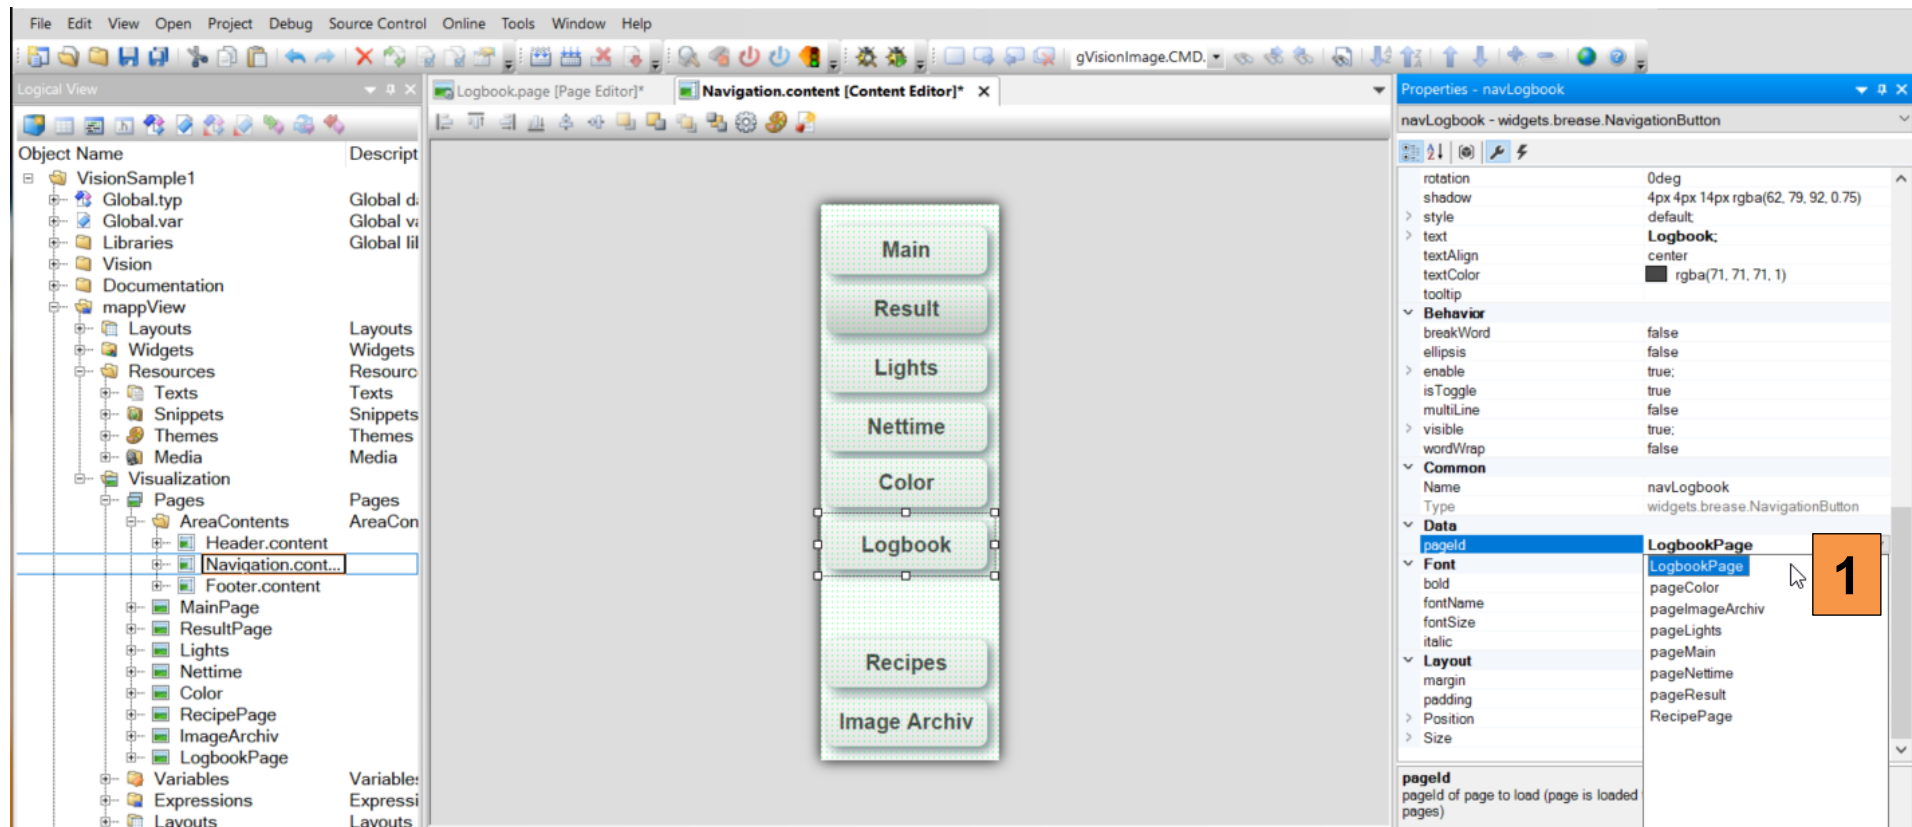 File Edit View Open Project Debug Source Control Online Tools Window Help
gVisionImage.CMD.
Logical View
Object Name Descript
VisionSample1
Global.typ Global da
Global.var Global va
Libraries Global lil
Vision
Documentation
mappView
Layouts Layouts
Widgets Widgets
Resources Resourc
Texts Texts
Snippets Snippets
Themes Themes
Media Media
Visualization
Pages Pages
AreaContents AreaCon
Header.content
Navigation.cont...
Footer.content
MainPage
ResultPage
Lights
Nettime
Color
RecipePage
ImageArchiv
LogbookPage
Variables Variables
Expressions Expressi
Layouts Layouts
Logbook.page [Page Editor]* Navigation.content [Content Editor]*
Main
Result
Lights
Nettime
Color
Logbook
Recipes
Image Archiv
Properties - navLogbook
navLogbook - widgets.brease.NavigationButton
rotation 0deg
shadow 4px 4px 14px rgba(62, 79, 92, 0.75)
style default;
text Logbook;
textAlign center
textColor rgba(71, 71, 71, 1)
tooltip
Behavior
breakWord false
ellipsis false
enable true;
isToggle true
multiLine false
visible true;
wordWrap false
Common
Name navLogbook
Type widgets.brease.NavigationButton
Data
pageId LogbookPage
Font
bold
fontName
fontSize
italic
Layout
margin
padding
Position
Size
LogbookPage
pageColor
pageImageArchiv
pageLights
pageMain
pageNettime
pageResult
RecipePage
1
pageId
pageId of page to load (page is loaded
pages)